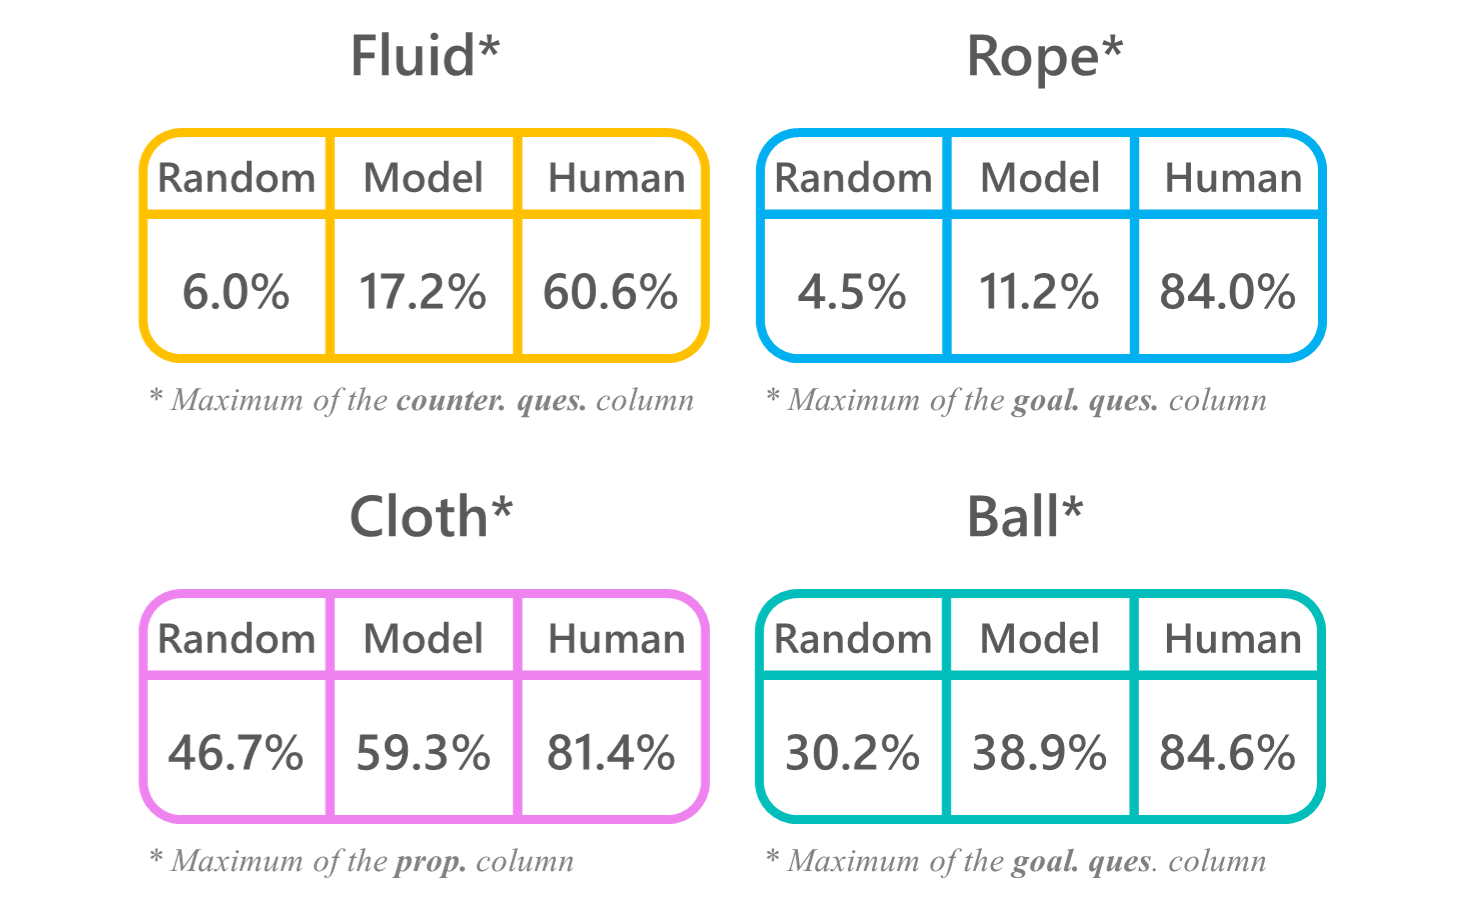 Fluid*
Random Model Human
6.0% 17.2% 60.6%
* Maximum of the counter. ques. column
Rope*
Random Model Human
4.5% 11.2% 84.0%
* Maximum of the goal. ques. column
Cloth*
Random Model Human
46.7% 59.3% 81.4%
* Maximum of the prop. column
Ball*
Random Model Human
30.2% 38.9% 84.6%
* Maximum of the goal. ques. column